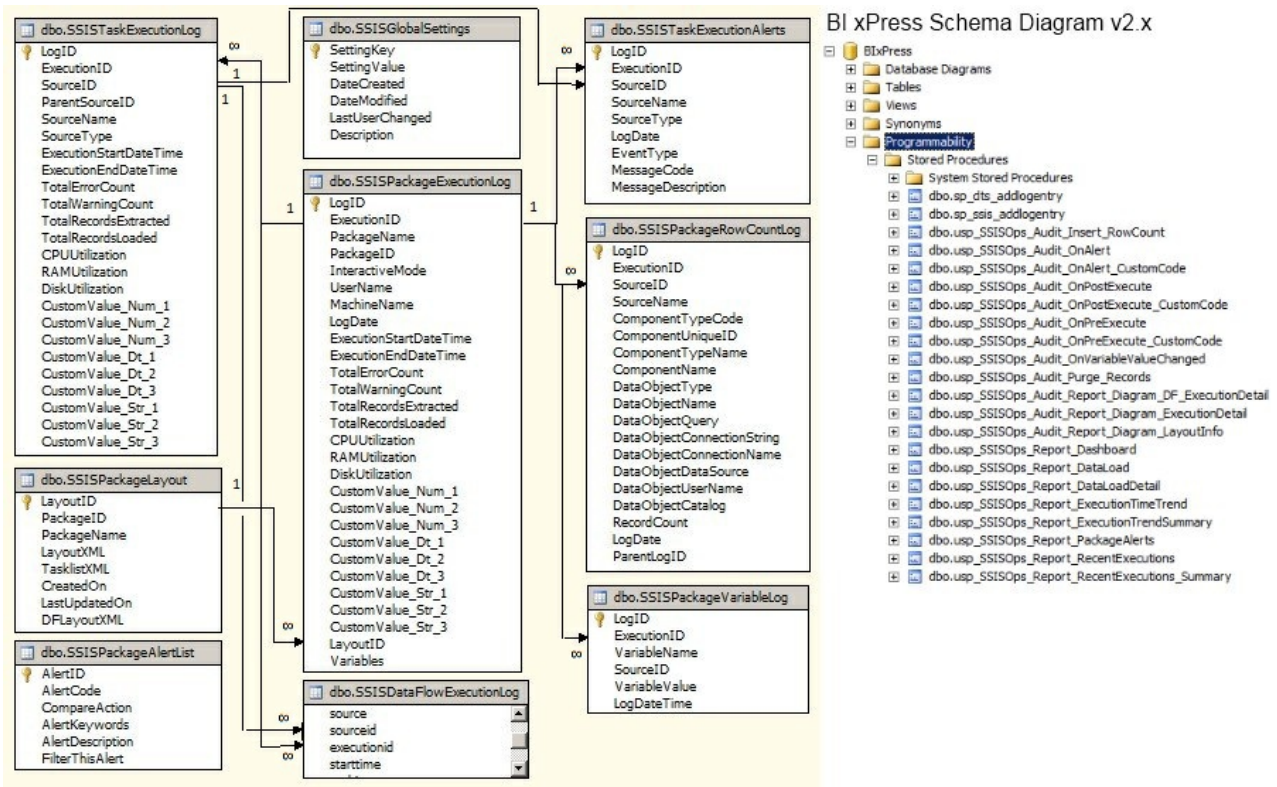 dbo.SSISTaskExecutionLog
LogID
ExecutionID
SourceID
ParentSourceID
SourceName
SourceType
ExecutionStartDateTime
ExecutionEndDateTime
TotalErrorCount
TotalWarningCount
TotalRecordsExtracted
TotalRecordsLoaded
CPUUtilization
RAMUtilization
DiskUtilization
CustomValue_Num_1
CustomValue_Num_2
CustomValue_Num_3
CustomValue_Dt_1
CustomValue_Dt_2
CustomValue_Dt_3
CustomValue_Str_1
CustomValue_Str_2
CustomValue_Str_3
∞
1
1
dbo.SSISPackageLayout
LayoutID
PackageID
PackageName
LayoutXML
TasklistXML
CreatedOn
LastUpdatedOn
DFLayoutXML
1
dbo.SSISPackageAlertList
AlertID
AlertCode
CompareAction
AlertKeywords
AlertDescription
FilterThisAlert
dbo.SSISGlobalSettings
SettingKey
SettingValue
DateCreated
DateModified
LastUserChanged
Description
dbo.SSISPackageExecutionLog
1
1
LogID
ExecutionID
PackageName
PackageID
InteractiveMode
UserName
MachineName
LogDate
ExecutionStartDateTime
ExecutionEndDateTime
TotalErrorCount
TotalWarningCount
TotalRecordsExtracted
TotalRecordsLoaded
CPUUtilization
RAMUtilization
DiskUtilization
CustomValue_Num_1
CustomValue_Num_2
CustomValue_Num_3
CustomValue_Dt_1
CustomValue_Dt_2
CustomValue_Dt_3
CustomValue_Str_1
CustomValue_Str_2
CustomValue_Str_3
∞
LayoutID
Variables
dbo.SSISDataFlowExecutionLog
source
∞
sourceid
executionid
∞
starttime
∞
dbo.SSISTaskExecutionAlerts
LogID
ExecutionID
SourceID
SourceName
SourceType
LogDate
EventType
MessageCode
MessageDescription
dbo.SSISPackageRowCountLog
∞
LogID
ExecutionID
SourceID
SourceName
ComponentTypeCode
ComponentUniqueID
ComponentTypeName
ComponentName
DataObjectType
DataObjectName
DataObjectQuery
DataObjectConnectionString
DataObjectConnectionName
DataObjectDataSource
DataObjectUserName
DataObjectCatalog
RecordCount
LogDate
ParentLogID
dbo.SSISPackageVariableLog
∞
LogID
ExecutionID
VariableName
SourceID
VariableValue
LogDateTime
BI xPress Schema Diagram v2.x
BIxPress
Database Diagrams
Tables
Views
Synonyms
Programmability
Stored Procedures
System Stored Procedures
dbo.sp_dts_addlogentry
dbo.sp_ssis_addlogentry
dbo.usp_SSISOps_Audit_Insert_RowCount
dbo.usp_SSISOps_Audit_OnAlert
dbo.usp_SSISOps_Audit_OnAlert_CustomCode
dbo.usp_SSISOps_Audit_OnPostExecute
dbo.usp_SSISOps_Audit_OnPostExecute_CustomCode
dbo.usp_SSISOps_Audit_OnPreExecute
dbo.usp_SSISOps_Audit_OnPreExecute_CustomCode
dbo.usp_SSISOps_Audit_OnVariableValueChanged
dbo.usp_SSISOps_Audit_Purge_Records
dbo.usp_SSISOps_Audit_Report_Diagram_DF_ExecutionDetail
dbo.usp_SSISOps_Audit_Report_Diagram_ExecutionDetail
dbo.usp_SSISOps_Audit_Report_Diagram_LayoutInfo
dbo.usp_SSISOps_Report_Dashboard
dbo.usp_SSISOps_Report_DataLoad
dbo.usp_SSISOps_Report_DataLoadDetail
dbo.usp_SSISOps_Report_ExecutionTimeTrend
dbo.usp_SSISOps_Report_ExecutionTrendSummary
dbo.usp_SSISOps_Report_PackageAlerts
dbo.usp_SSISOps_Report_RecentExecutions
dbo.usp_SSISOps_Report_RecentExecutions_Summary